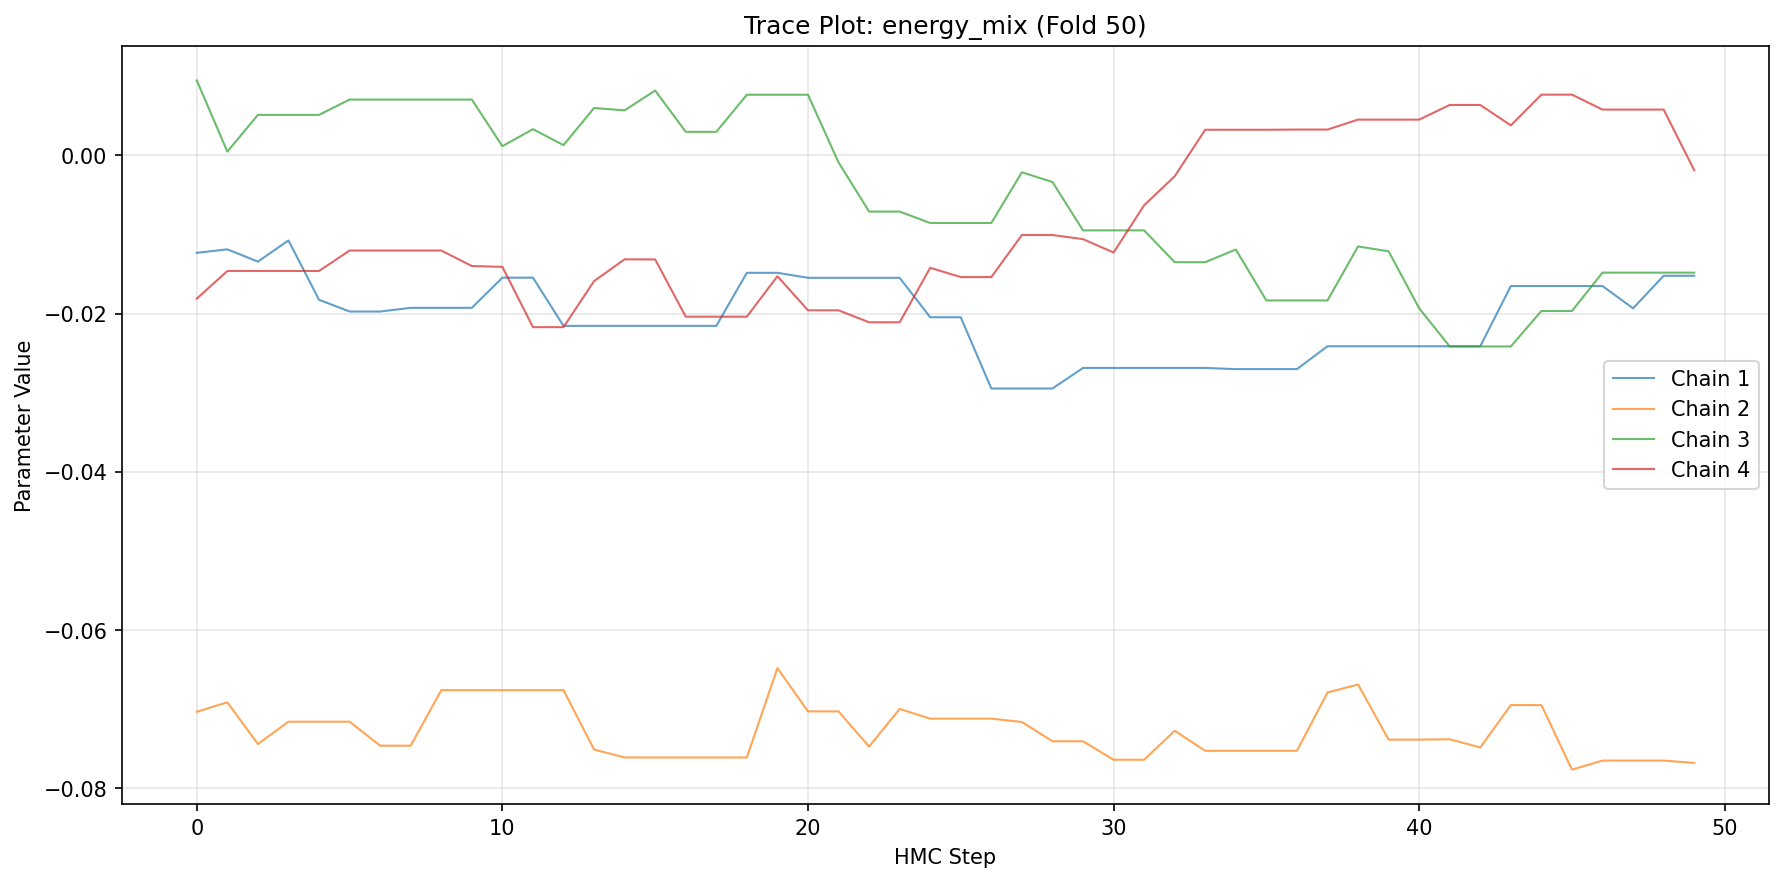 Trace Plot: energy_mix (Fold 50)
Parameter Value
0.00
−0.02
−0.04
−0.06
−0.08
Chain 1
Chain 2
Chain 3
Chain 4
0 10 20 30 40 50
HMC Step